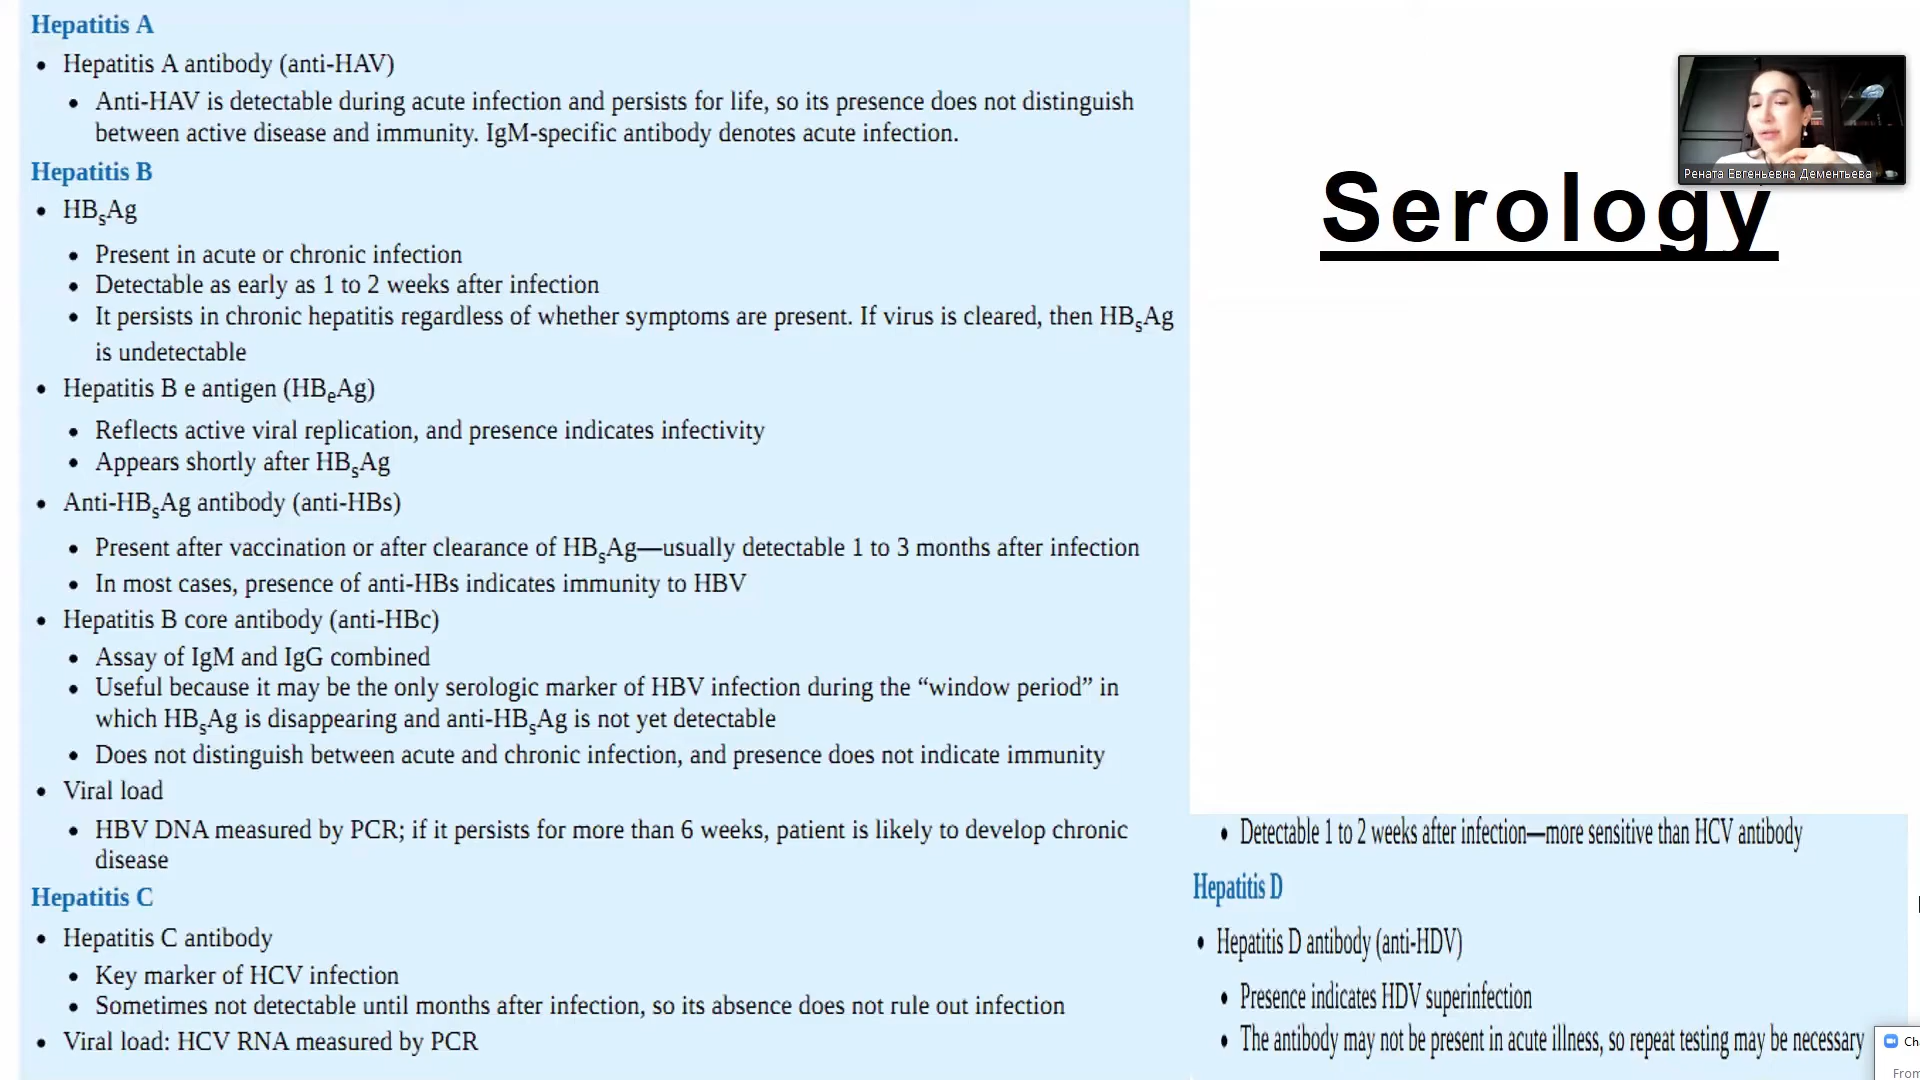 Hepatitis A
• Hepatitis A antibody (anti-HAV)
• Anti-HAV is detectable during acute infection and persists for life, so its presence does not distinguish
between active disease and immunity. IgM-specific antibody denotes acute infection.
Hepatitis B
• HBsAg
• Present in acute or chronic infection
• Detectable as early as 1 to 2 weeks after infection
• It persists in chronic hepatitis regardless of whether symptoms are present. If virus is cleared, then HBsAg
is undetectable
• Hepatitis B e antigen (HBeAg)
• Reflects active viral replication, and presence indicates infectivity
• Appears shortly after HBsAg
• Anti-HBsAg antibody (anti-HBs)
• Present after vaccination or after clearance of HBsAg—usually detectable 1 to 3 months after infection
• In most cases, presence of anti-HBs indicates immunity to HBV
• Hepatitis B core antibody (anti-HBc)
• Assay of IgM and IgG combined
• Useful because it may be the only serologic marker of HBV infection during the “window period” in
which HBsAg is disappearing and anti-HBsAg is not yet detectable
• Does not distinguish between acute and chronic infection, and presence does not indicate immunity
• Viral load
• HBV DNA measured by PCR; if it persists for more than 6 weeks, patient is likely to develop chronic
disease
Hepatitis C
• Hepatitis C antibody
• Key marker of HCV infection
• Sometimes not detectable until months after infection, so its absence does not rule out infection
• Viral load: HCV RNA measured by PCR
Рената Евгеньевна Дементьева
Serology
• Detectable 1 to 2 weeks after infection—more sensitive than HCV antibody
Hepatitis D
• Hepatitis D antibody (anti-HDV)
• Presence indicates HDV superinfection
• The antibody may not be present in acute illness, so repeat testing may be necessary
Ch
From